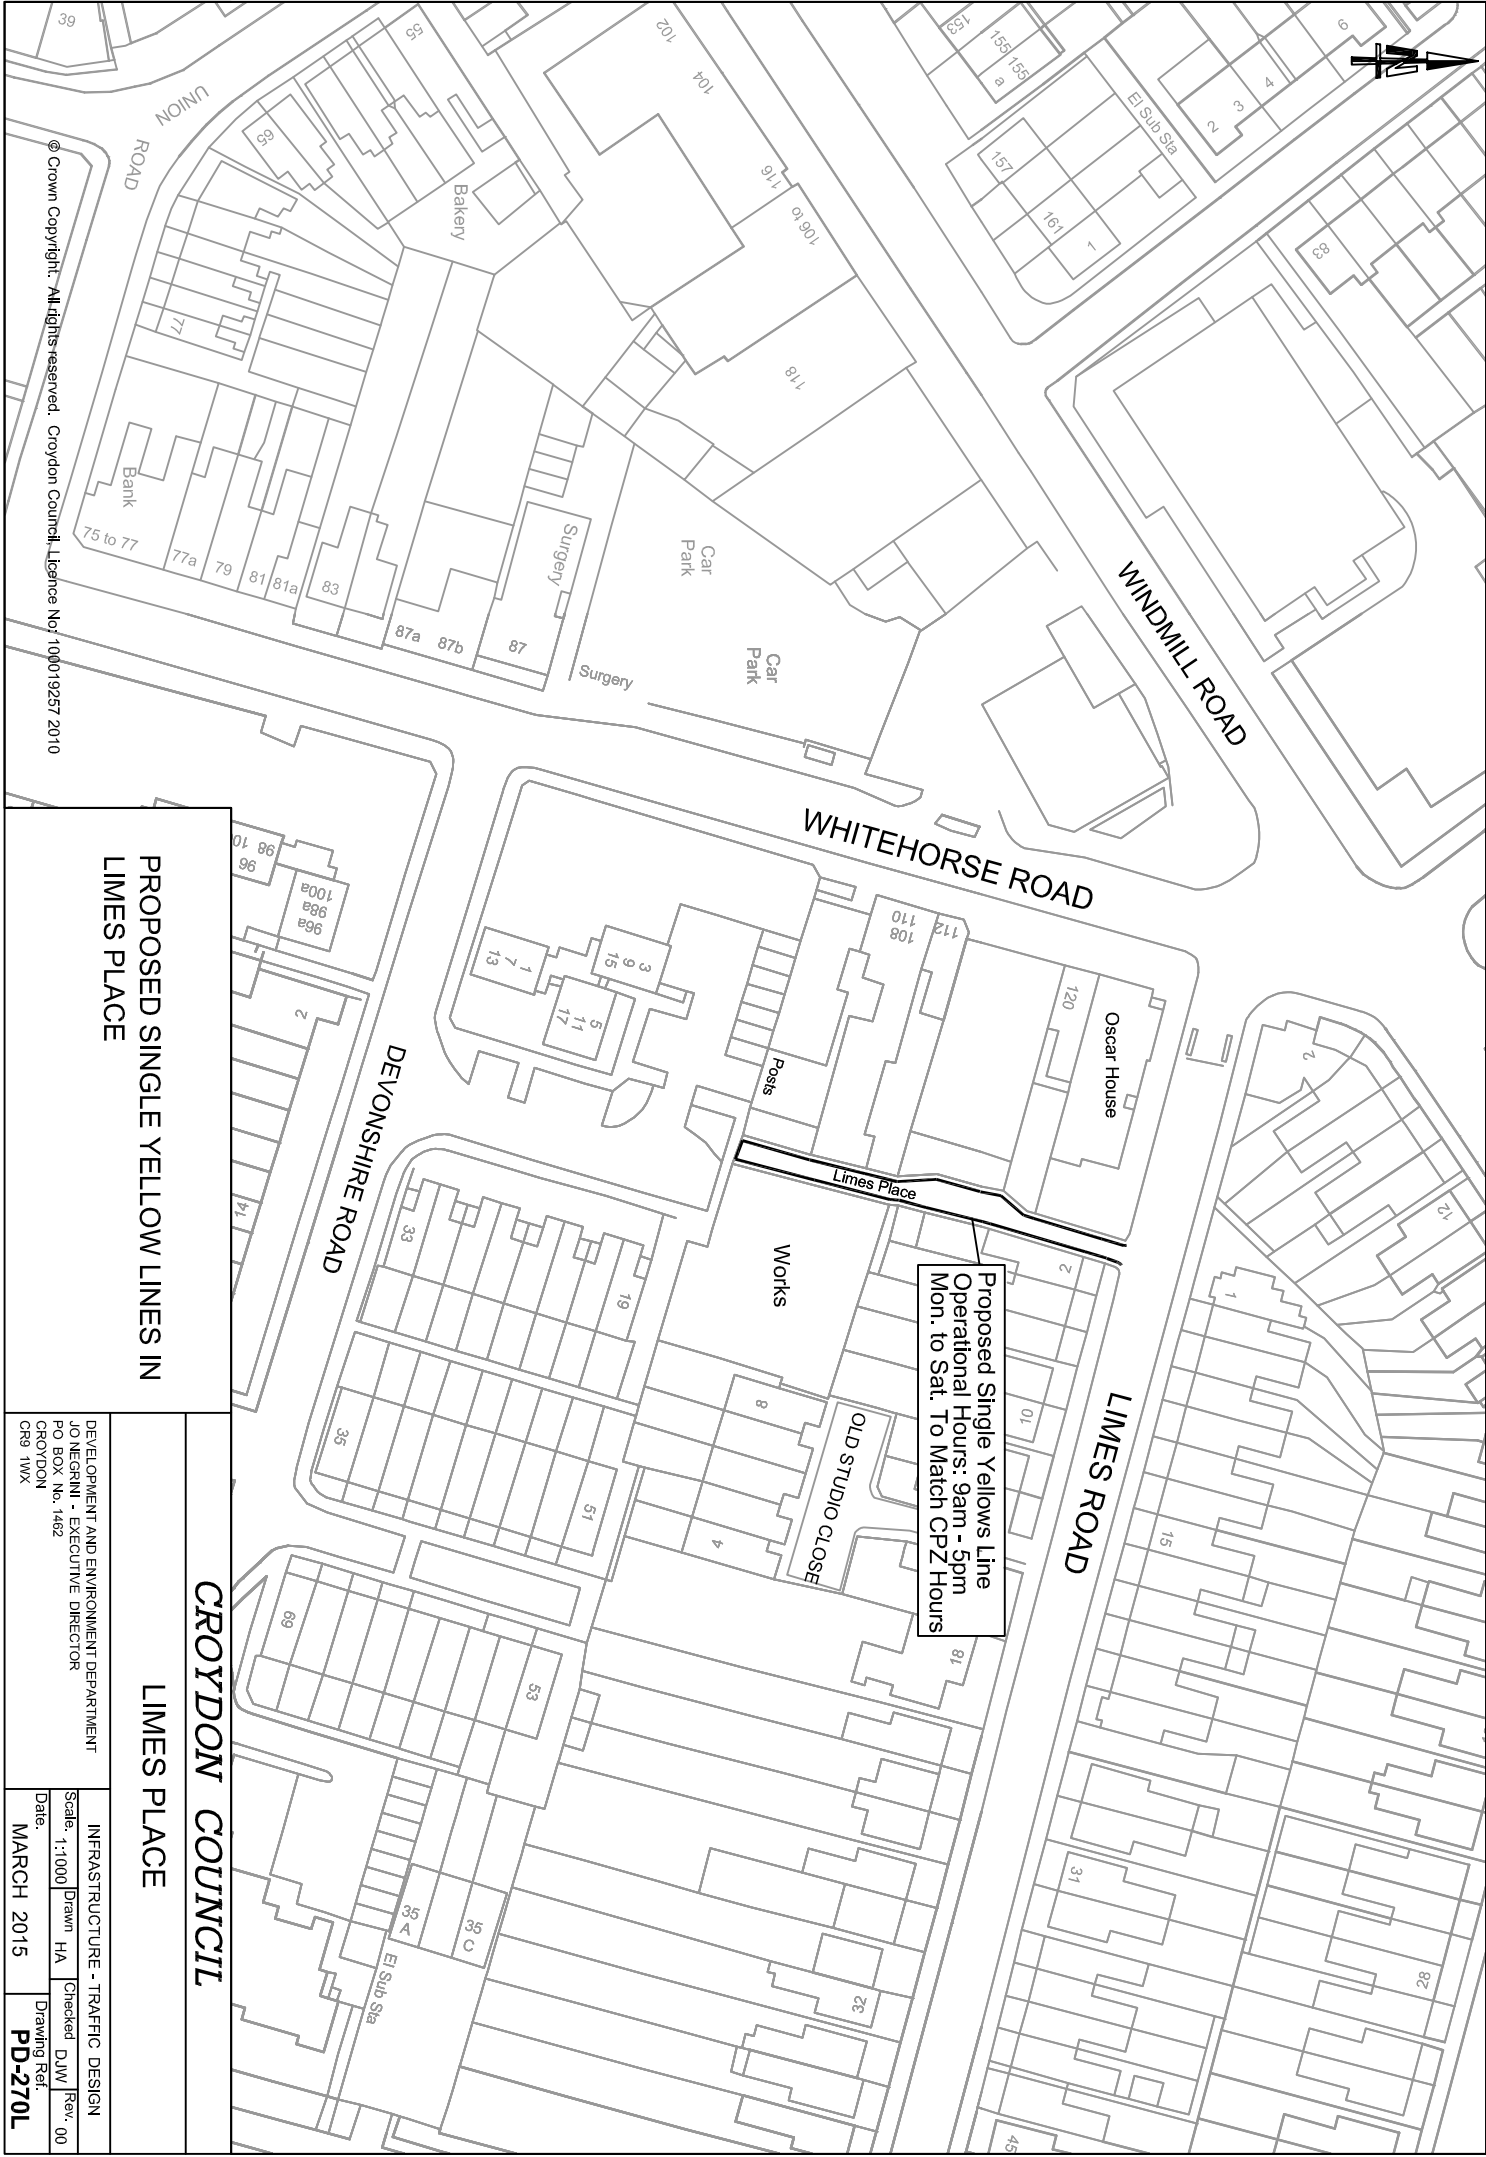 N
39
UNION
ROAD
55
65
77
Bakery
102
104
116
106 to
118
153
155
155
a
157
161
1
El Sub Sta
2
3
4
9
83
WINDMILL ROAD
Bank
75 to 77
77a
79
81
81a
83
87a
87b
87
Surgery
Surgery
Car
Park
Car
Park
WHITEHORSE ROAD
112
108
110
120
Oscar House
Posts
Limes Place
Works
3
9
15
1
7
13
5
11
17
98 10
96
100a
98a
96a
2
14
DEVONSHIRE ROAD
33
19
35
51
69
53
8
4
OLD STUDIO CLOSE
2
10
18
Proposed Single Yellows Line
Operational Hours: 9am - 5pm
Mon. to Sat. To Match CPZ Hours
LIMES ROAD
2
12
1
15
31
28
32
45
35
A
35
C
El Sub Sta
© Crown Copyright. All rights reserved. Croydon Council, Licence No: 100019257 2010
PROPOSED SINGLE YELLOW LINES IN
LIMES PLACE
CROYDON COUNCIL
LIMES PLACE
DEVELOPMENT AND ENVIRONMENT DEPARTMENT
JO NEGRINI - EXECUTIVE DIRECTOR
PO BOX No. 1462
CROYDON
CR9 1WX
INFRASTRUCTURE - TRAFFIC DESIGN
Scale. 1:1000 Drawn HA Checked DJW Rev. 00
Date. MARCH 2015
Drawing Ref. PD-270L